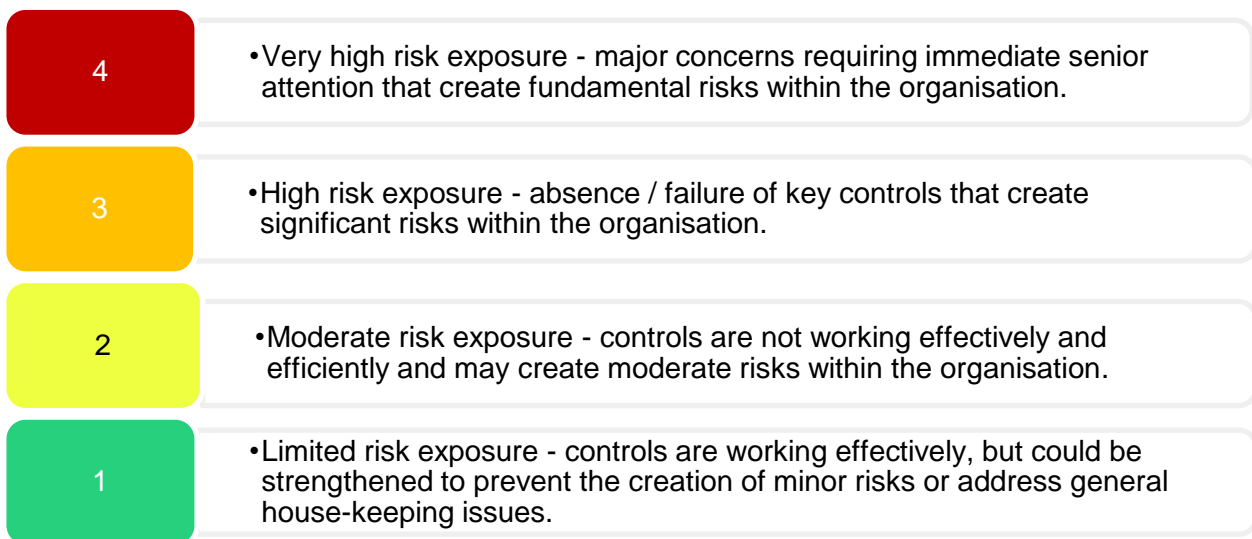 4
•Very high risk exposure - major concerns requiring immediate senior
attention that create fundamental risks within the organisation.
3
•High risk exposure - absence / failure of key controls that create
significant risks within the organisation.
2
•Moderate risk exposure - controls are not working effectively and
efficiently and may create moderate risks within the organisation.
1
•Limited risk exposure - controls are working effectively, but could be
strengthened to prevent the creation of minor risks or address general
house-keeping issues.